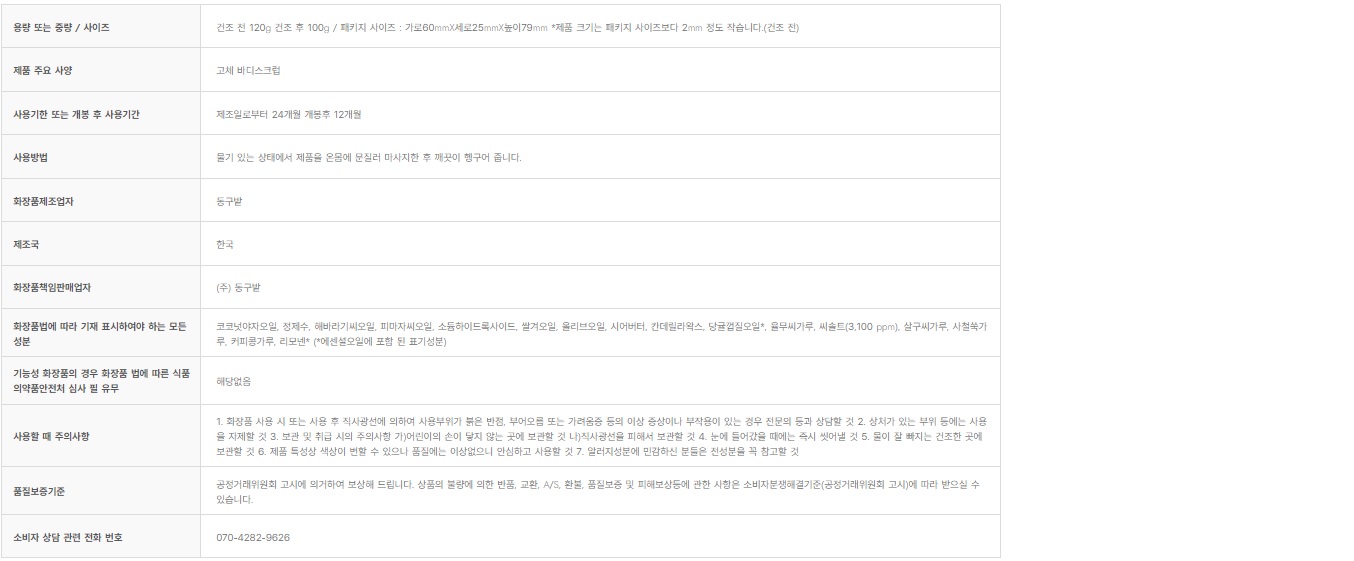 용량 또는 중량 / 사이즈
건조 전 120g 건조 후 100g / 패키지 사이즈 : 가로60mmX세로25mmX높이79mm *제품 크기는 패키지 사이즈보다 2mm 정도 작습니다.(건조 전)
제품 주요 사양
고체 바디스크럽
사용기한 또는 개봉 후 사용기간
제조일로부터 24개월 개봉후 12개월
사용방법
물기 있는 상태에서 제품을 온몸에 문질러 마사지한 후 깨끗이 헹구어 줍니다.
화장품제조업자
동구밭
제조국
한국
화장품책임판매업자
(주) 동구밭
화장품법에 따라 기재 표시하여야 하는 모든
성분
코코넛야자오일, 정제수, 해바라기씨오일, 피마자씨오일, 소듐하이드록사이드, 쌀겨오일, 올리브오일, 시어버터, 칸데릴라왁스, 당귤껍질오일*, 율무씨가루, 씨솔트(3,100 ppm), 살구씨가루, 사철쑥가
루, 커피콩가루, 리모넨* (*에센셜오일에 포함 된 표기성분)
기능성 화장품의 경우 화장품 법에 따른 식품
의약품안전처 심사 필 유무
해당없음
사용할 때 주의사항
1. 화장품 사용 시 또는 사용 후 직사광선에 의하여 사용부위가 붉은 반점, 부어오름 또는 가려움증 등의 이상 증상이나 부작용이 있는 경우 전문의 등과 상담할 것 2. 상처가 있는 부위 등에는 사용
을 자제할 것 3. 보관 및 취급 시의 주의사항 가)어린이의 손이 닿지 않는 곳에 보관할 것 나)직사광선을 피해서 보관할 것 4. 눈에 들어갔을 때에는 즉시 씻어낼 것 5. 물이 잘 빠지는 건조한 곳에
보관할 것 6. 제품 특성상 색상이 변할 수 있으나 품질에는 이상없으니 안심하고 사용할 것 7. 알러지성분에 민감하신 분들은 전성분을 꼭 참고할 것
품질보증기준
공정거래위원회 고시에 의거하여 보상해 드립니다. 상품의 불량에 의한 반품, 교환, A/S, 환불, 품질보증 및 피해보상등에 관한 사항은 소비자분쟁해결기준(공정거래위원회 고시)에 따라 받으실 수
있습니다.
소비자 상담 관련 전화 번호
070-4282-9626